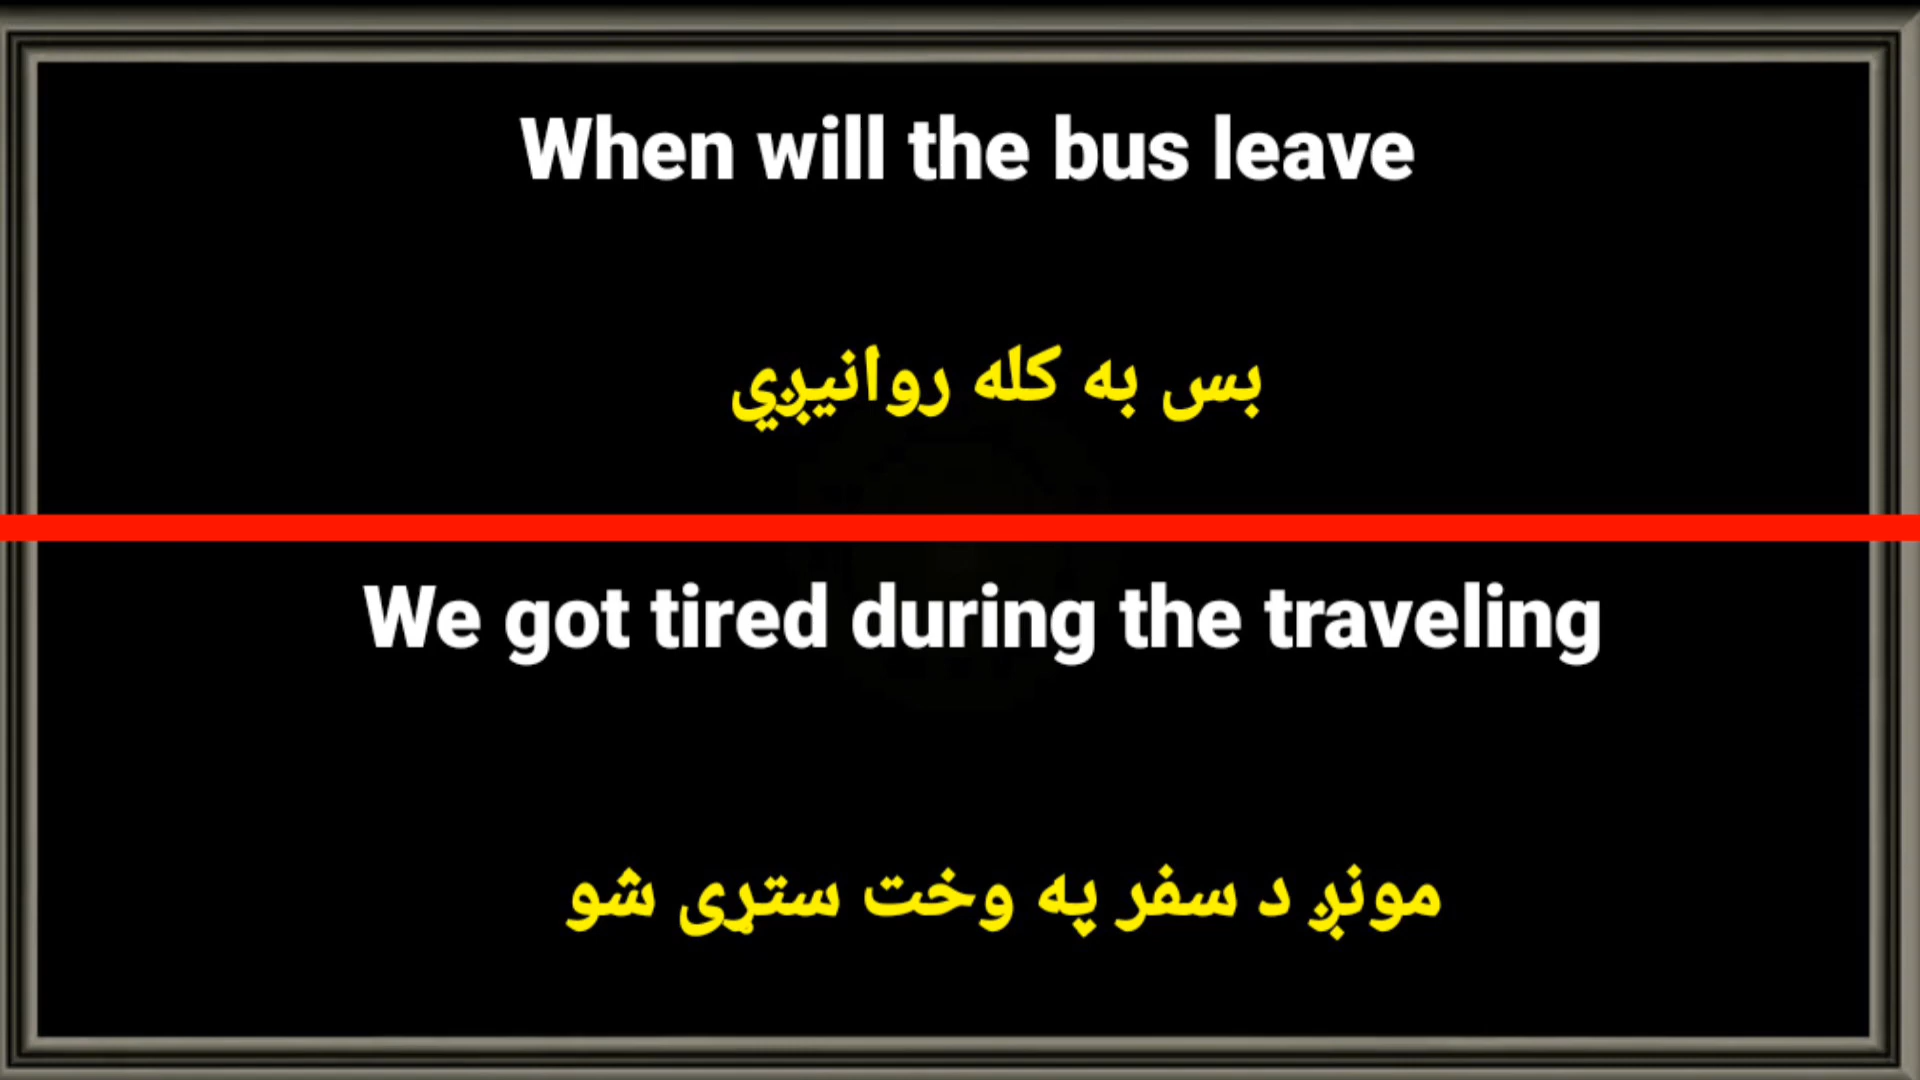 When will the bus leave
بس به کله روانيږي
We got tired during the traveling
مونږ د سفر په وخت ستړی شو